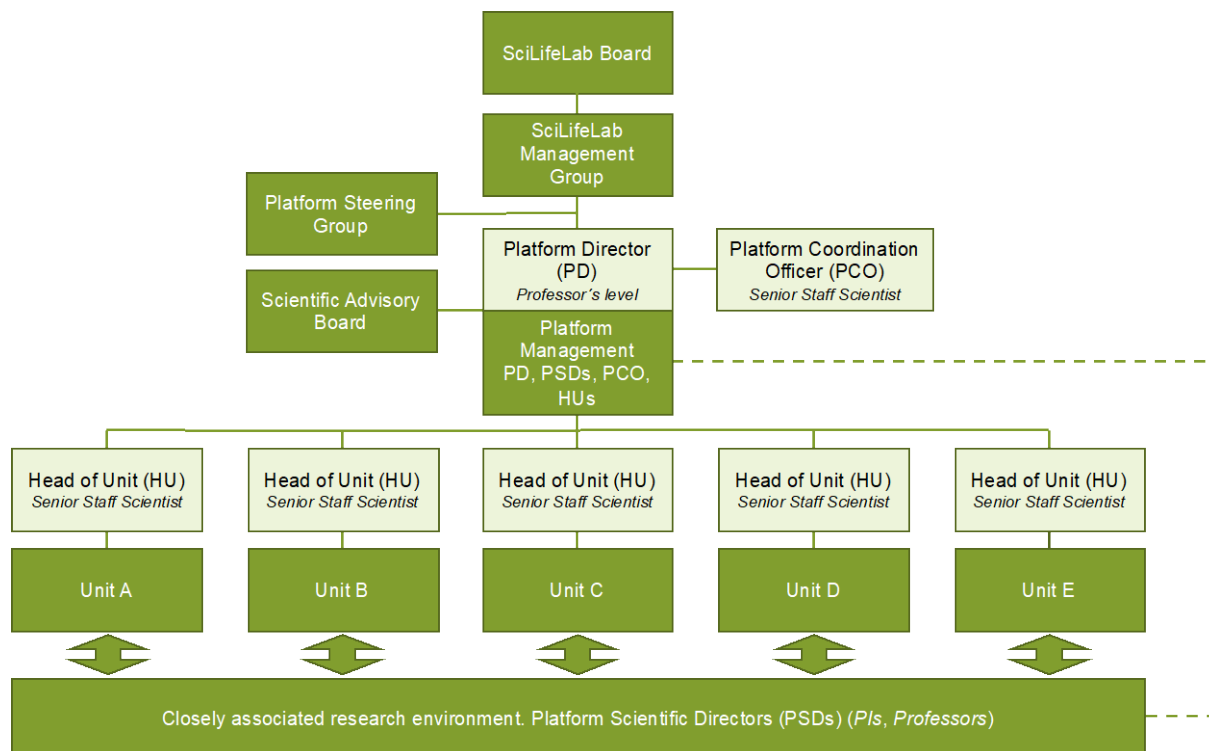 SciLifeLab Board
SciLifeLab
Management
Group
Platform Steering
Group
Platform Director
(PD)
Professor´s level
Platform Coordination
Officer (PCO)
Senior Staff Scientist
Scientific Advisory
Board
Platform
Management
PD, PSDs, PCO,
HUs
Head of Unit (HU)
Senior Staff Scientist
Head of Unit (HU)
Senior Staff Scientist
Head of Unit (HU)
Senior Staff Scientist
Head of Unit (HU)
Senior Staff Scientist
Head of Unit (HU)
Senior Staff Scientist
Unit A
Unit B
Unit C
Unit D
Unit E
Closely associated research environment. Platform Scientific Directors (PSDs) (PIs, Professors)